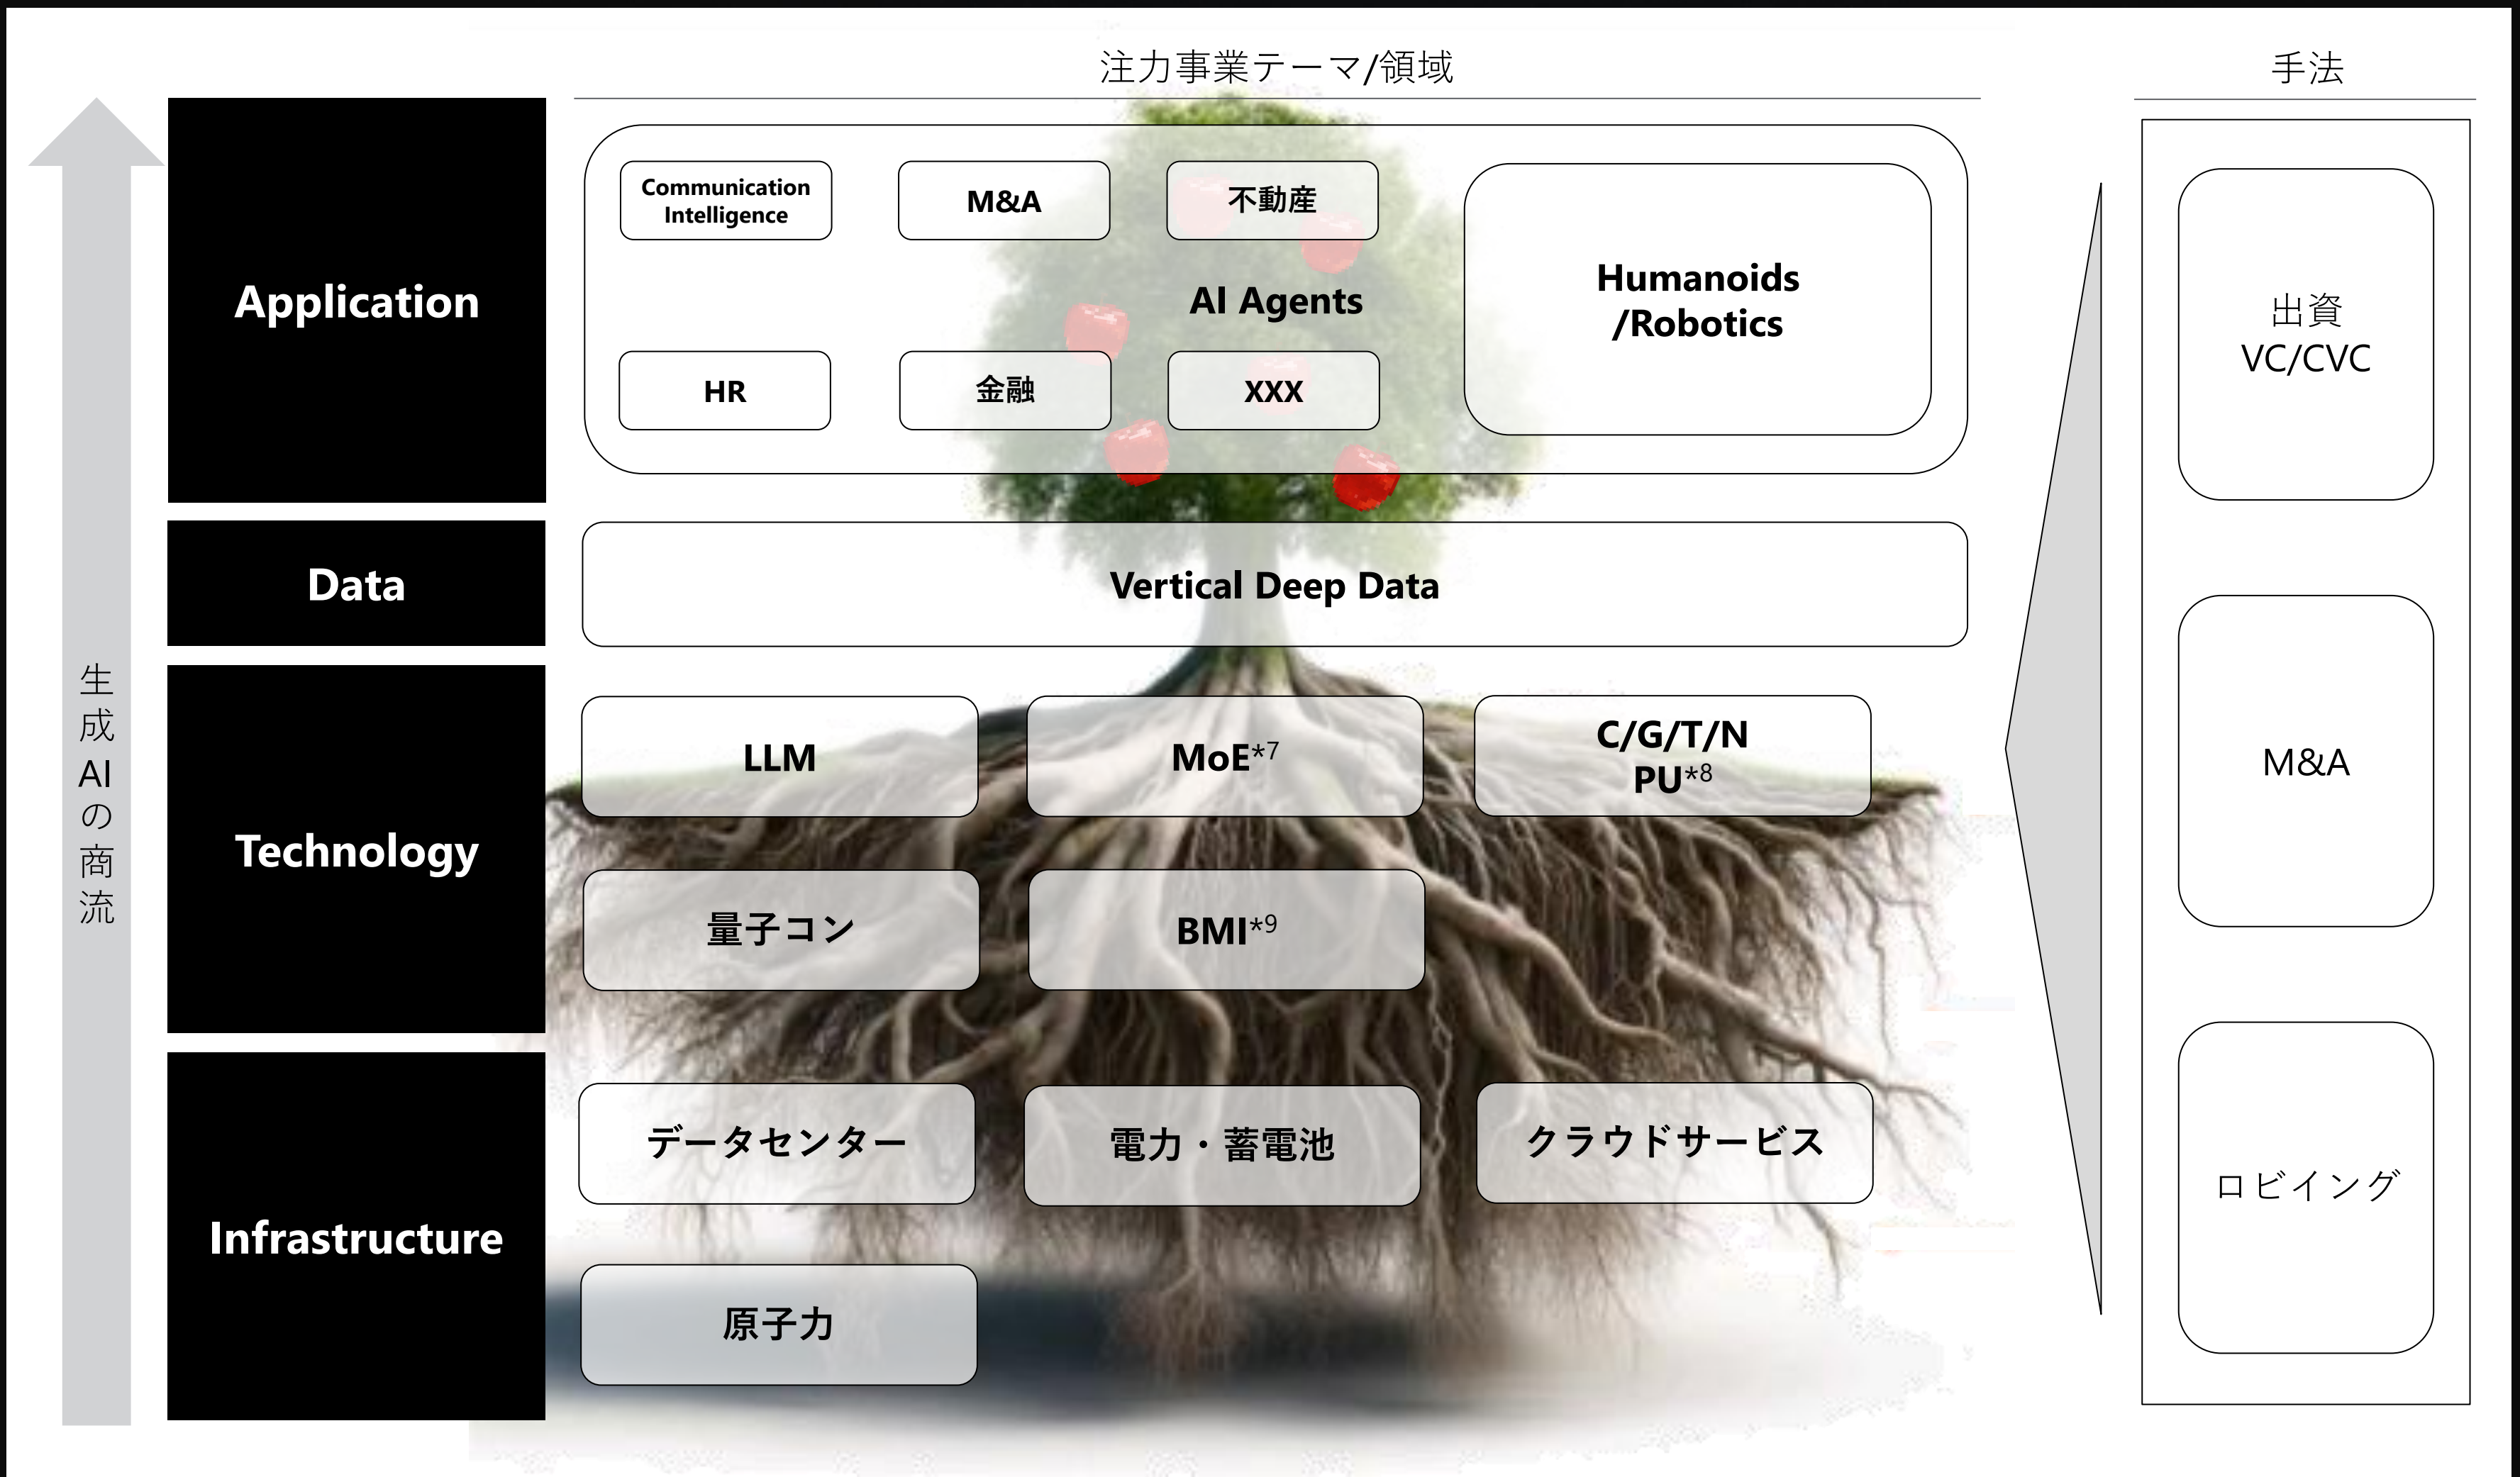 注力事業テーマ/領域
手法
生成AIの商流
Application
Communication
Intelligence
M&A
不動産
AI Agents
HR
金融
XXX
Humanoids
/Robotics
Data
Vertical Deep Data
Technology
LLM
MoE*7
C/G/T/N
PU*8
量子コン
BMI*9
Infrastructure
データセンター
電力・蓄電池
クラウドサービス
原子力
出資
VC/CVC
M&A
ロビイング